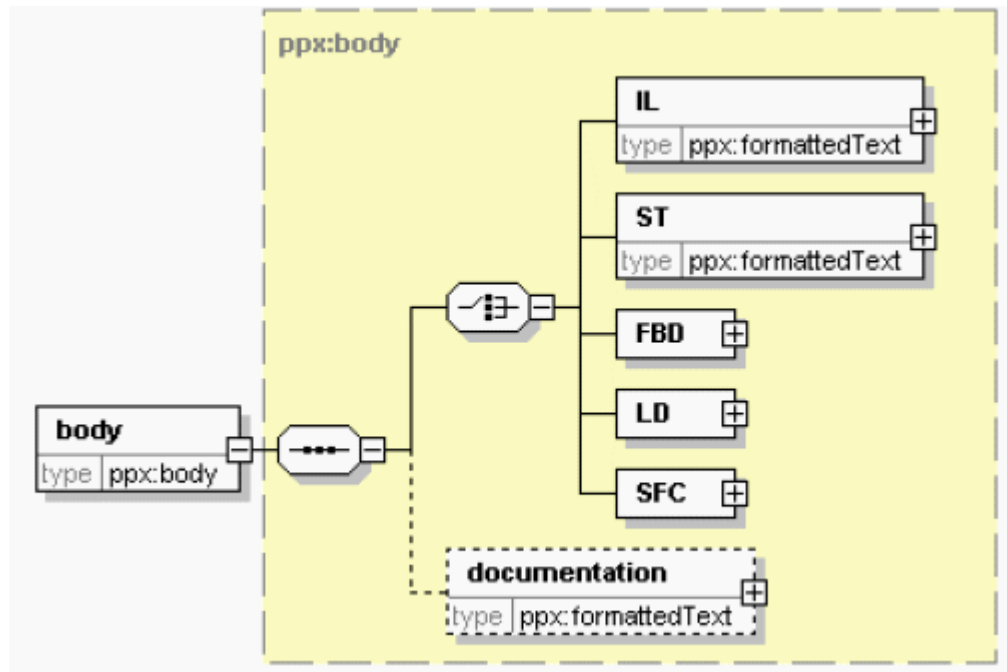 ppx:body
IL
type ppx:formattedText
ST
type ppx:formattedText
FBD
LD
body
type ppx:body
SFC
documentation
type ppx:formattedText